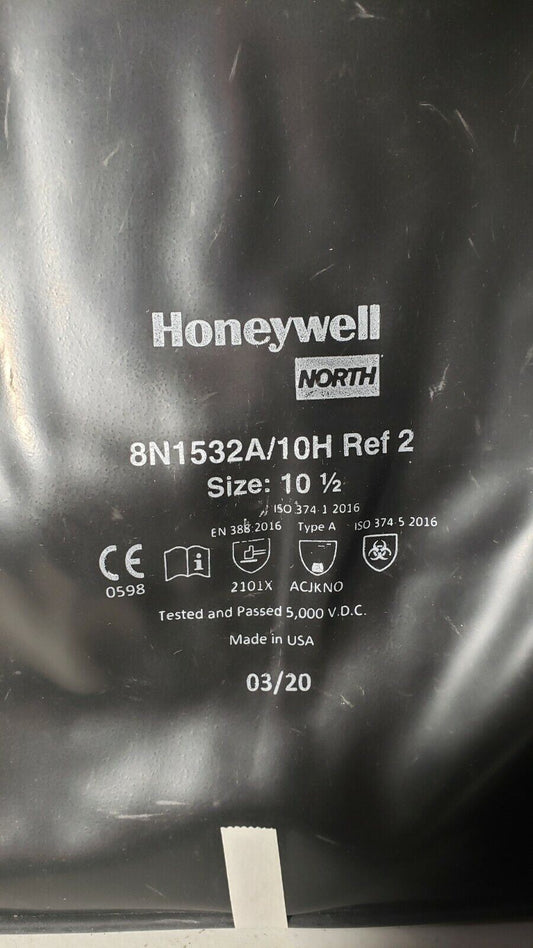 Honeywell
NORTH
8N1532A/10H Ref 2
Size: 10 ½
ISO 374-1 2016
EN 388:2016 Type A ISO 374-5 2016
CE
0598
i
2101X
ACJKNO
Tested and Passed 5,000 V.D.C.
Made in USA
03/20